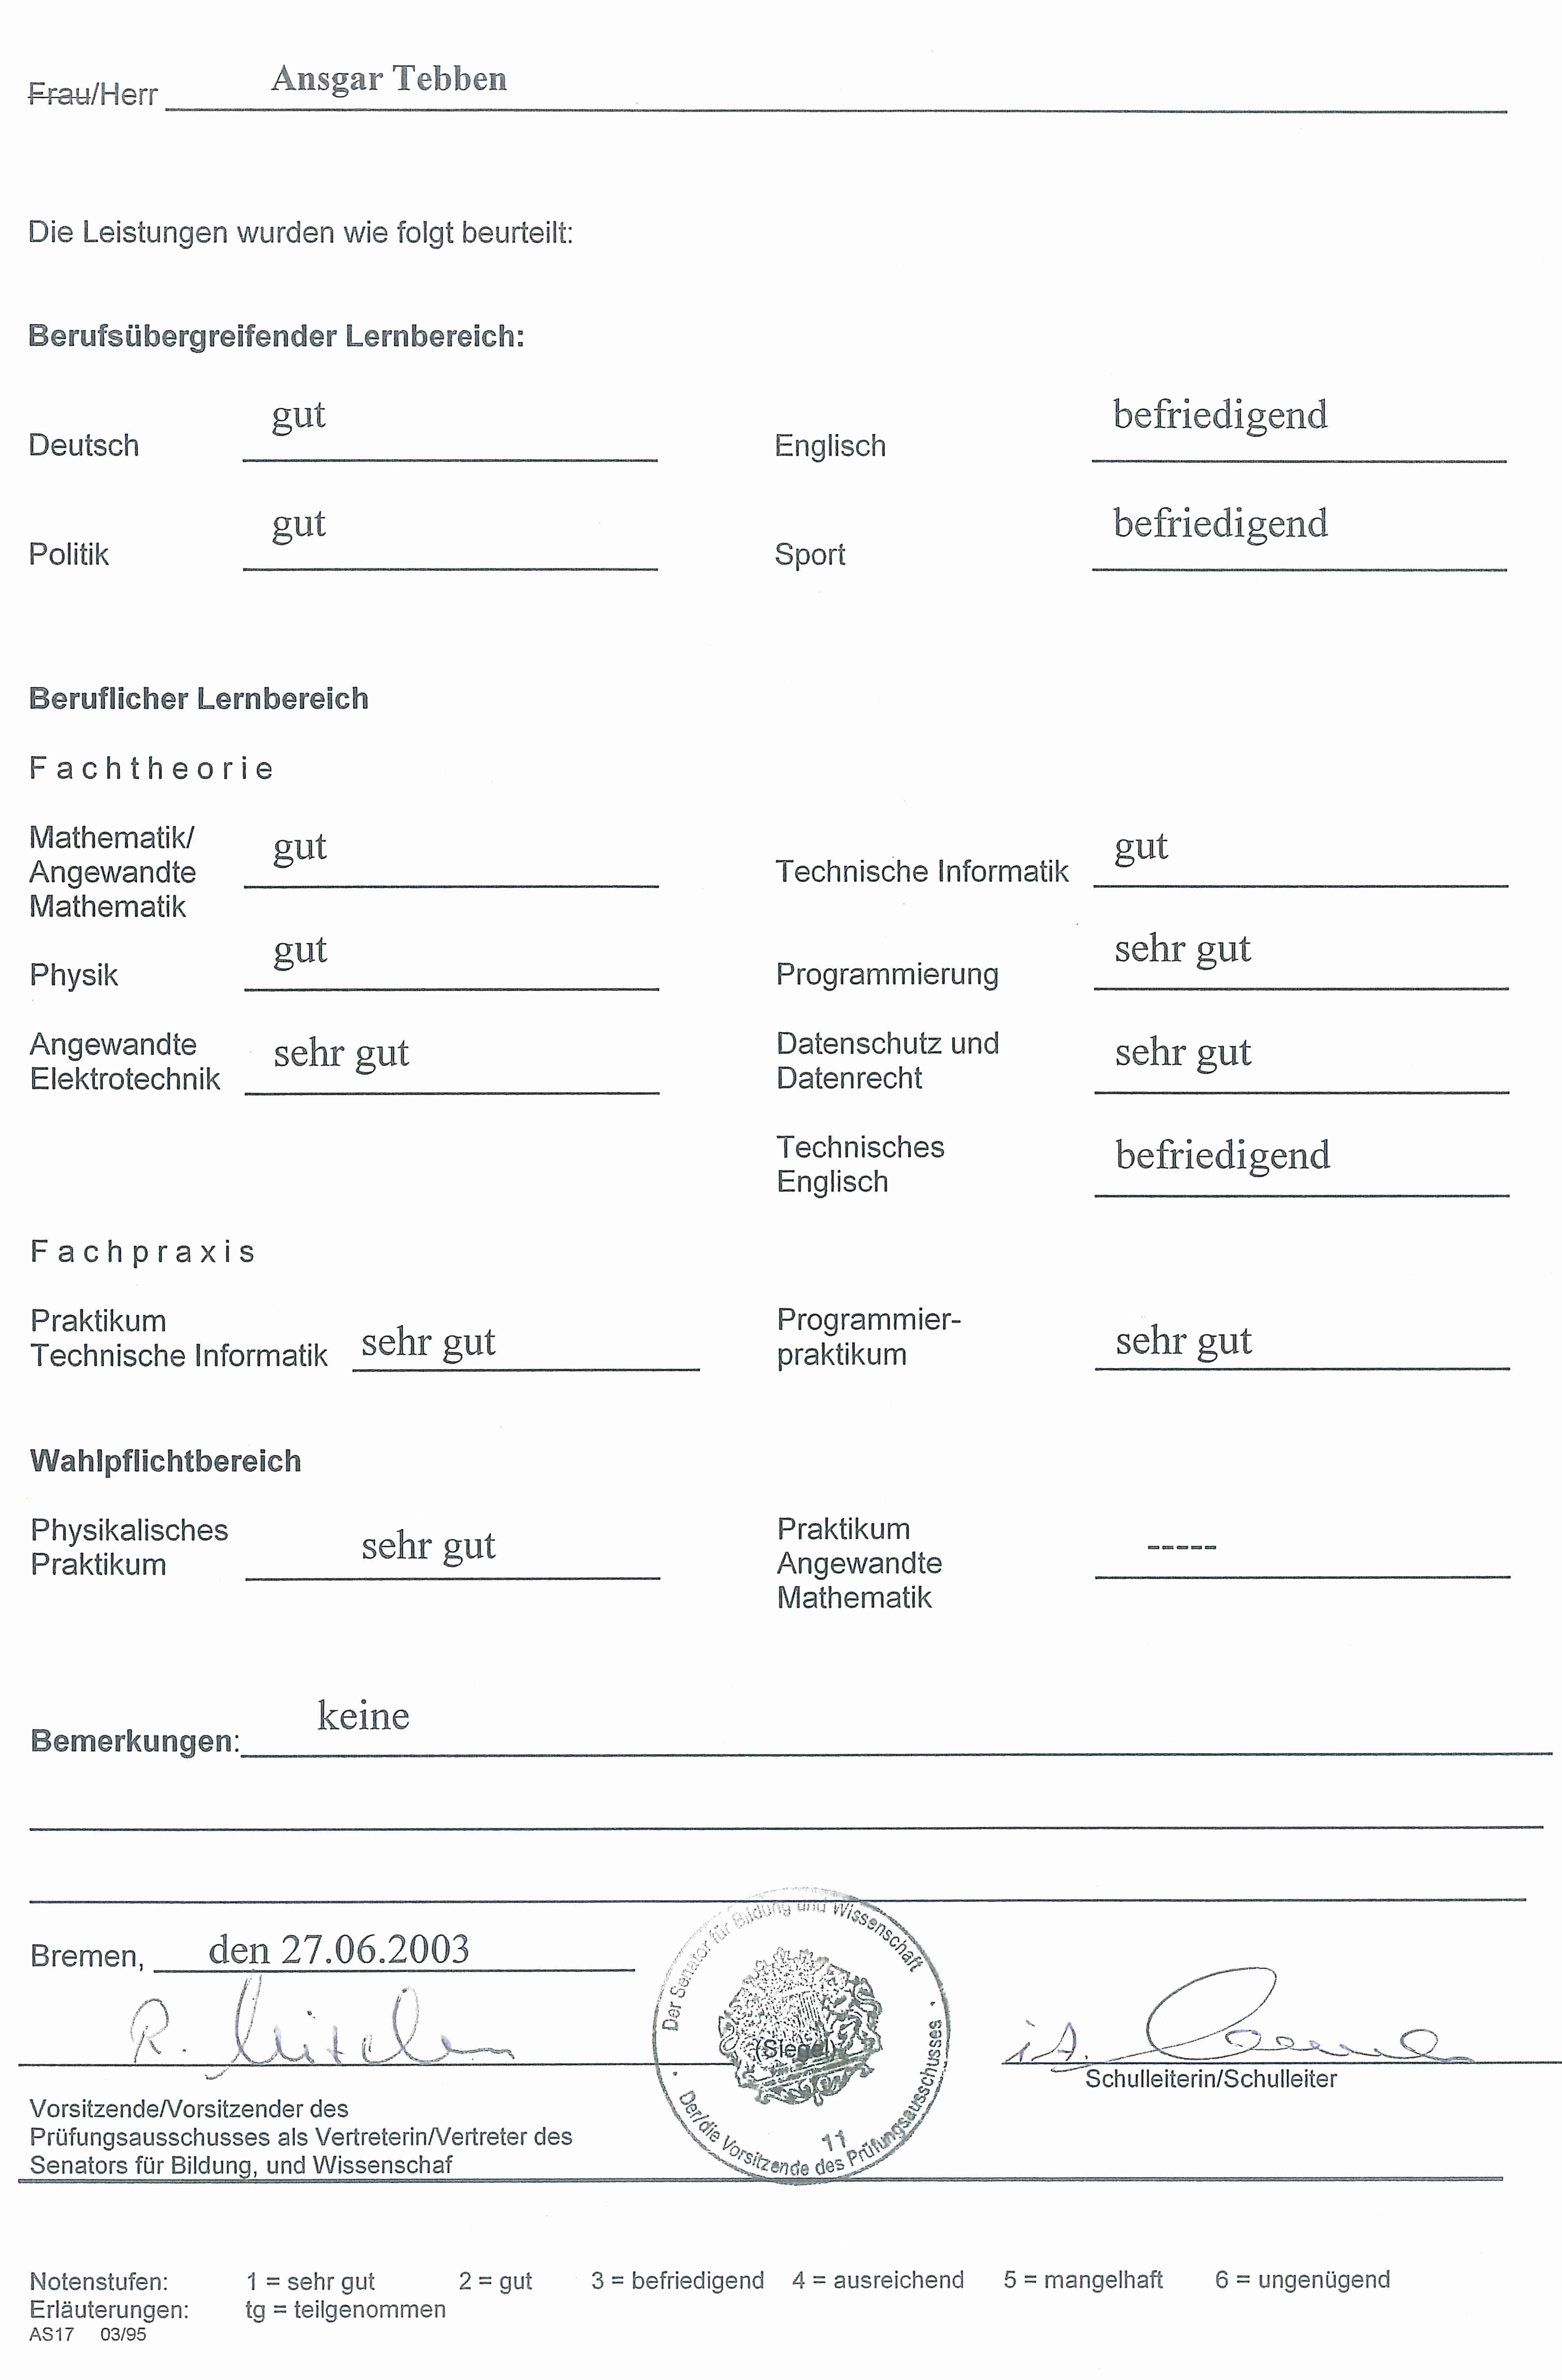 Frau/Herr Ansgar Tebben
Die Leistungen wurden wie folgt beurteilt:
Berufsübergreifender Lernbereich:
Deutsch gut Englisch befriedigend
Politik gut Sport befriedigend
Beruflicher Lernbereich
Fachtheorie
Mathematik/
Angewandte gut Technische Informatik gut
Mathematik
Physik gut Programmierung sehr gut
Angewandte sehr gut Datenschutz und sehr gut
Elektrotechnik Datenrecht
Technisches befriedigend
Englisch
Fachpraxis
Praktikum Programmier-
Technische Informatik sehr gut praktikum sehr gut
Wahlpflichtbereich
Physikalisches sehr gut Praktikum -----
Praktikum Angewandte
Mathematik
Bemerkungen: keine
Bremen, den 27.06.2003
Der Senator für Bildung und Wissenschaft
(Siegel)
11
Der/die Vorsitzende des Prüfungsausschusses
R.
i.A.
Schulleiterin/Schulleiter
Vorsitzende/Vorsitzender des
Prüfungsausschusses als Vertreterin/Vertreter des
Senators für Bildung, und Wissenschaf
Notenstufen: 1 = sehr gut 2 = gut 3 = befriedigend 4 = ausreichend 5 = mangelhaft 6 = ungenügend
Erläuterungen: tg = teilgenommen
AS17 03/95